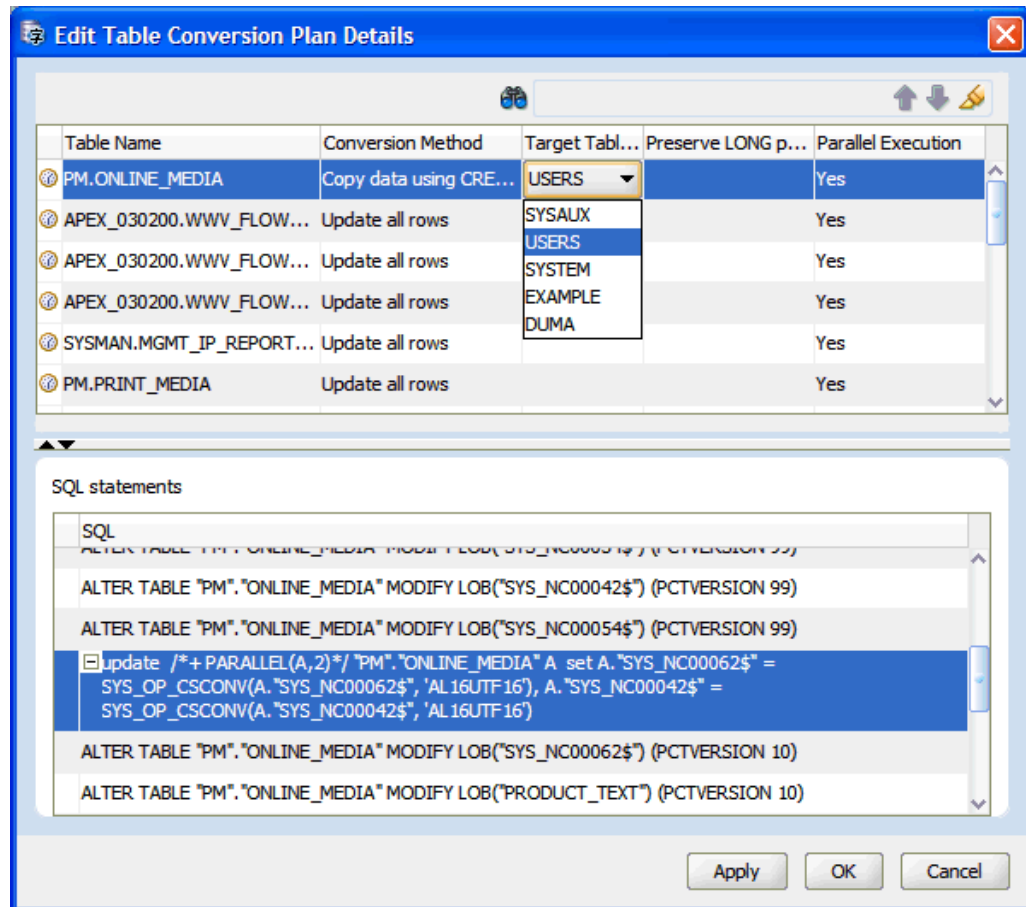 Edit Table Conversion Plan Details
Table Name Conversion Method Target Tabl... Preserve LONG p... Parallel Execution
PM.ONLINE_MEDIA Copy data using CRE... USERS Yes
SYSAUX
APEX_030200.WWV_FLOW... Update all rows Yes
USERS
APEX_030200.WWV_FLOW... Update all rows Yes
SYSTEM
EXAMPLE
APEX_030200.WWV_FLOW... Update all rows Yes
DUMA
SYSMAN.MGMT_IP_REPORT... Update all rows Yes
PM.PRINT_MEDIA Update all rows Yes
SQL statements
SQL
ALTER TABLE "PM"."ONLINE_MEDIA" MODIFY LOB("SYS_NC00042$") (PCTVERSION 99)
ALTER TABLE "PM"."ONLINE_MEDIA" MODIFY LOB("SYS_NC00054$") (PCTVERSION 99)
update /*+ PARALLEL(A,2)*/ "PM"."ONLINE_MEDIA" A set A."SYS_NC00062$" =
SYS_OP_CSCONV(A."SYS_NC00062$", 'AL16UTF16'), A."SYS_NC00042$" =
SYS_OP_CSCONV(A."SYS_NC00042$", 'AL16UTF16')
ALTER TABLE "PM"."ONLINE_MEDIA" MODIFY LOB("SYS_NC00062$") (PCTVERSION 10)
ALTER TABLE "PM"."ONLINE_MEDIA" MODIFY LOB("PRODUCT_TEXT") (PCTVERSION 10)
Apply OK Cancel